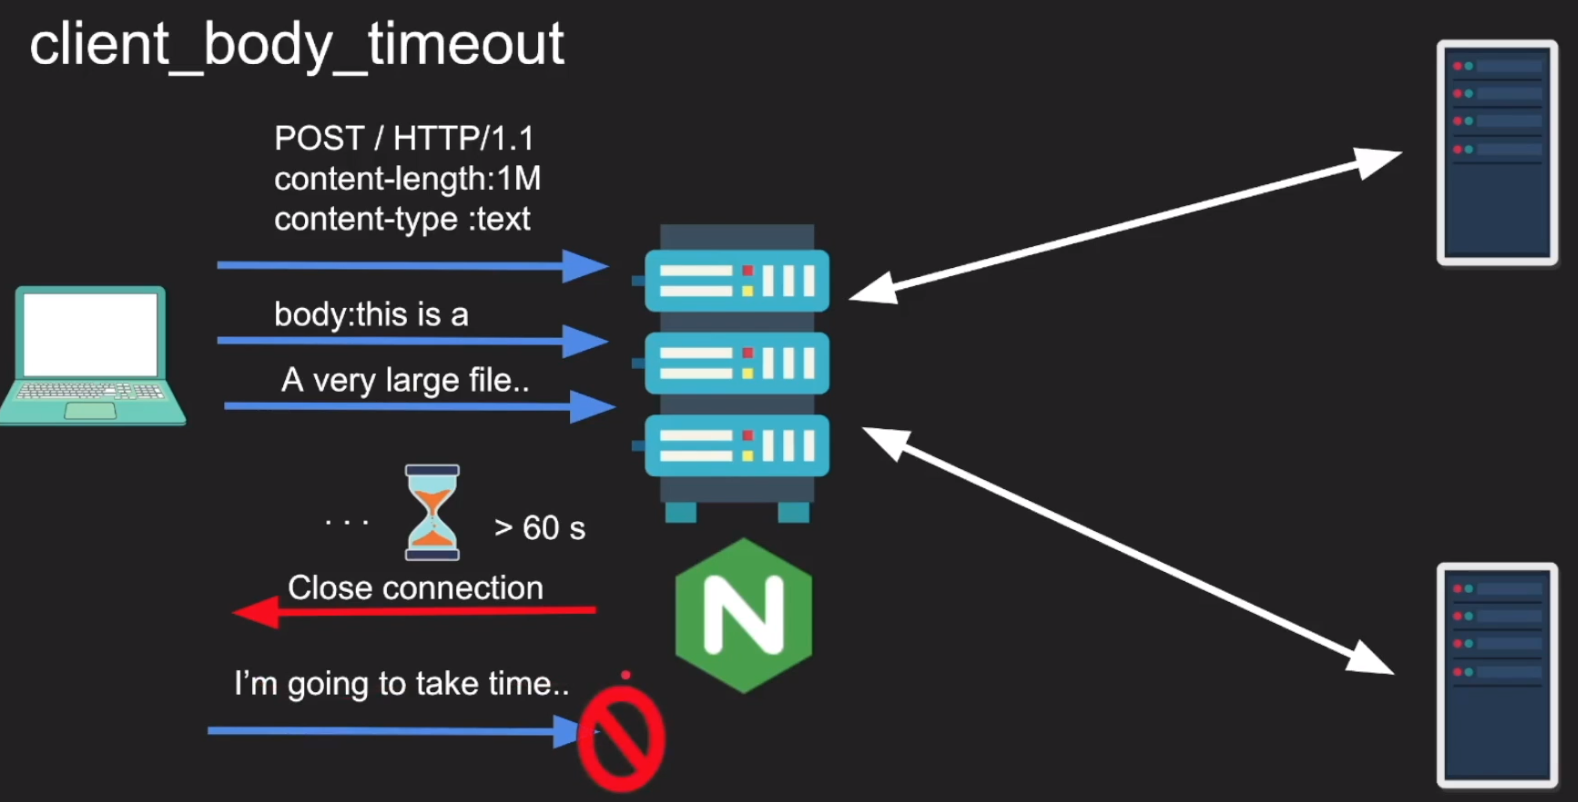 client_body_timeout
POST / HTTP/1.1
content-length:1M
content-type :text
body:this is a
A very large file..
. . .
> 60 s
Close connection
N
I'm going to take time..